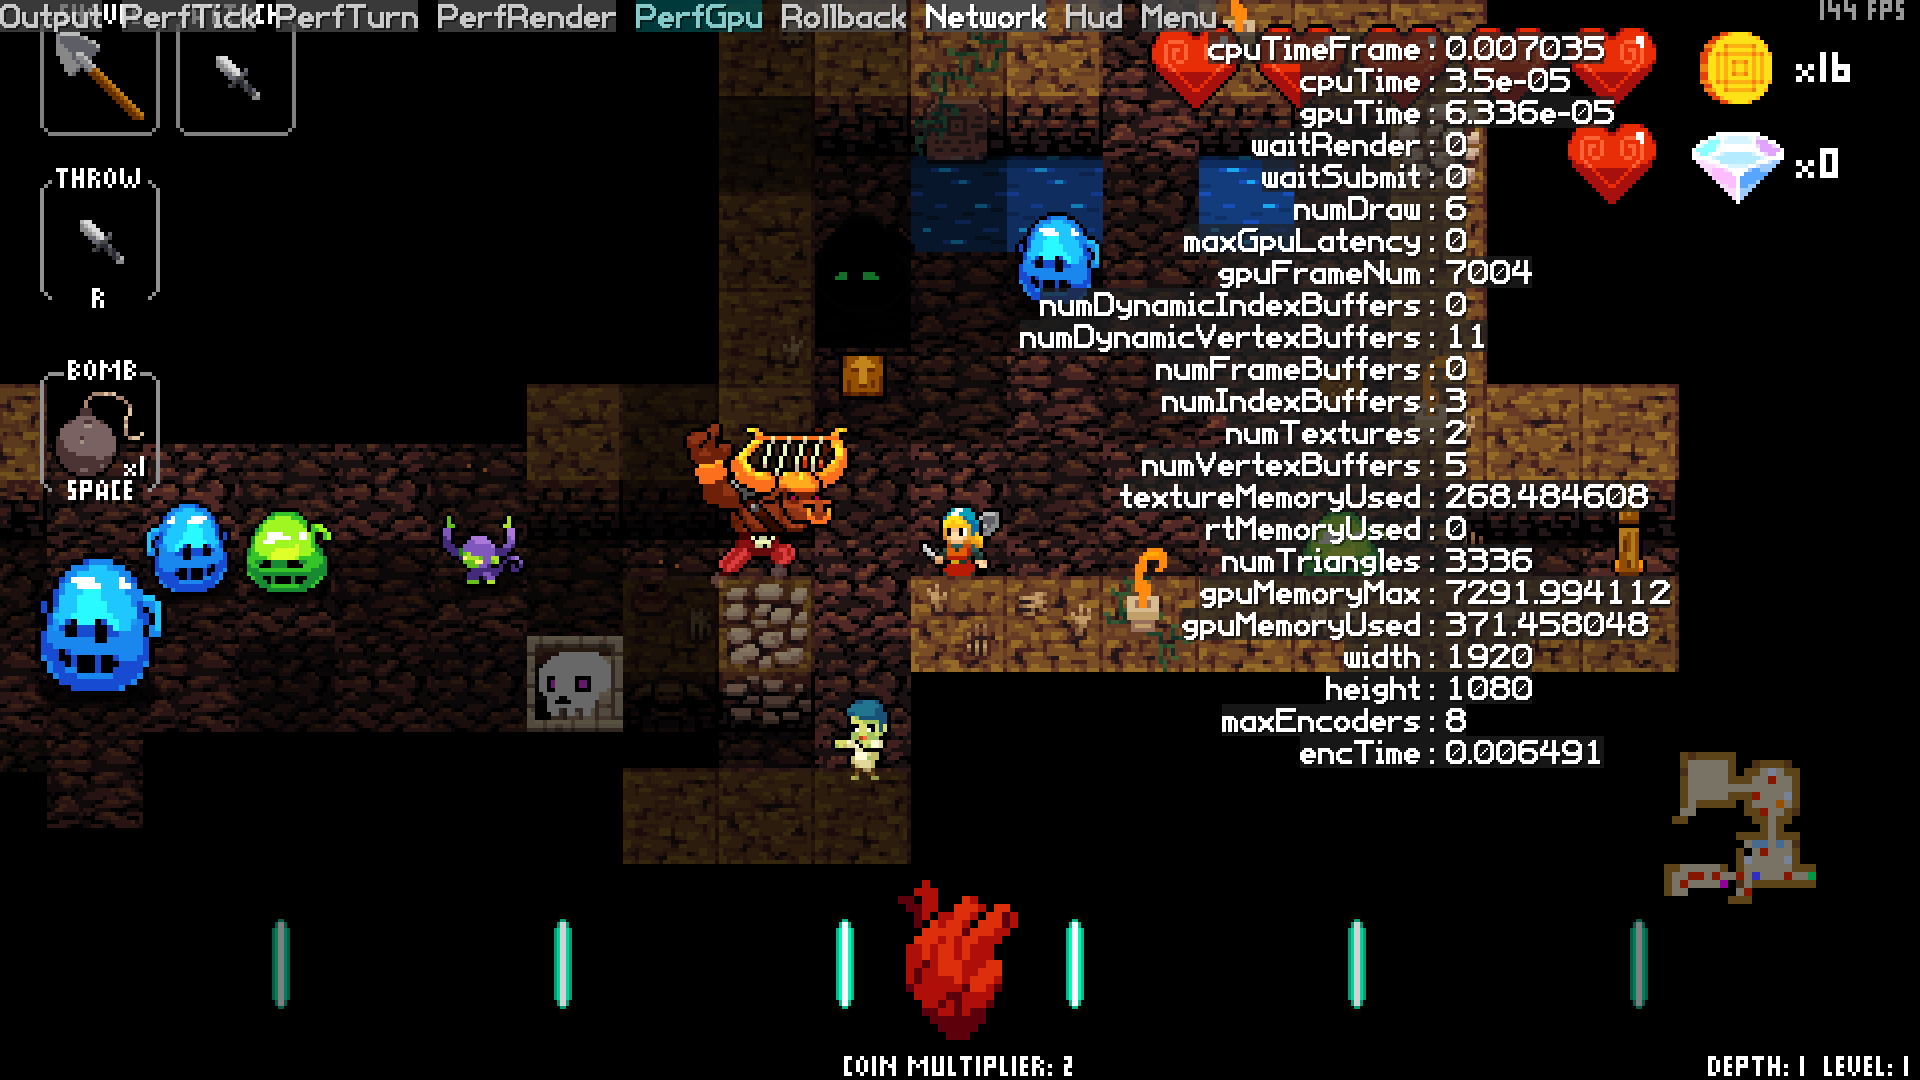 Output PerfTick PerfTurn PerfRender PerfGpu Rollback Network Hud Menu
144 FPS
cpuTimeFrame : 0.007035
cpuTime : 3.5e-05
gpuTime : 6.336e-05
waitRender : 0
waitSubmit : 0
numDraw : 6
maxGpuLatency : 0
gpuFrameNum : 7004
numDynamicIndexBuffers : 0
numDynamicVertexBuffers : 11
numFrameBuffers : 0
numIndexBuffers : 3
numTextures : 2
numVertexBuffers : 5
textureMemoryUsed : 268.484608
rtMemoryUsed : 0
numTriangles : 3336
gpuMemoryMax : 7291.994112
gpuMemoryUsed : 371.458048
width : 1920
height : 1080
maxEncoders : 8
encTime : 0.006491
x16
x0
THROW
R
BOMB
x1
SPACE
COIN MULTIPLIER: 2
DEPTH: 1 LEVEL: 1